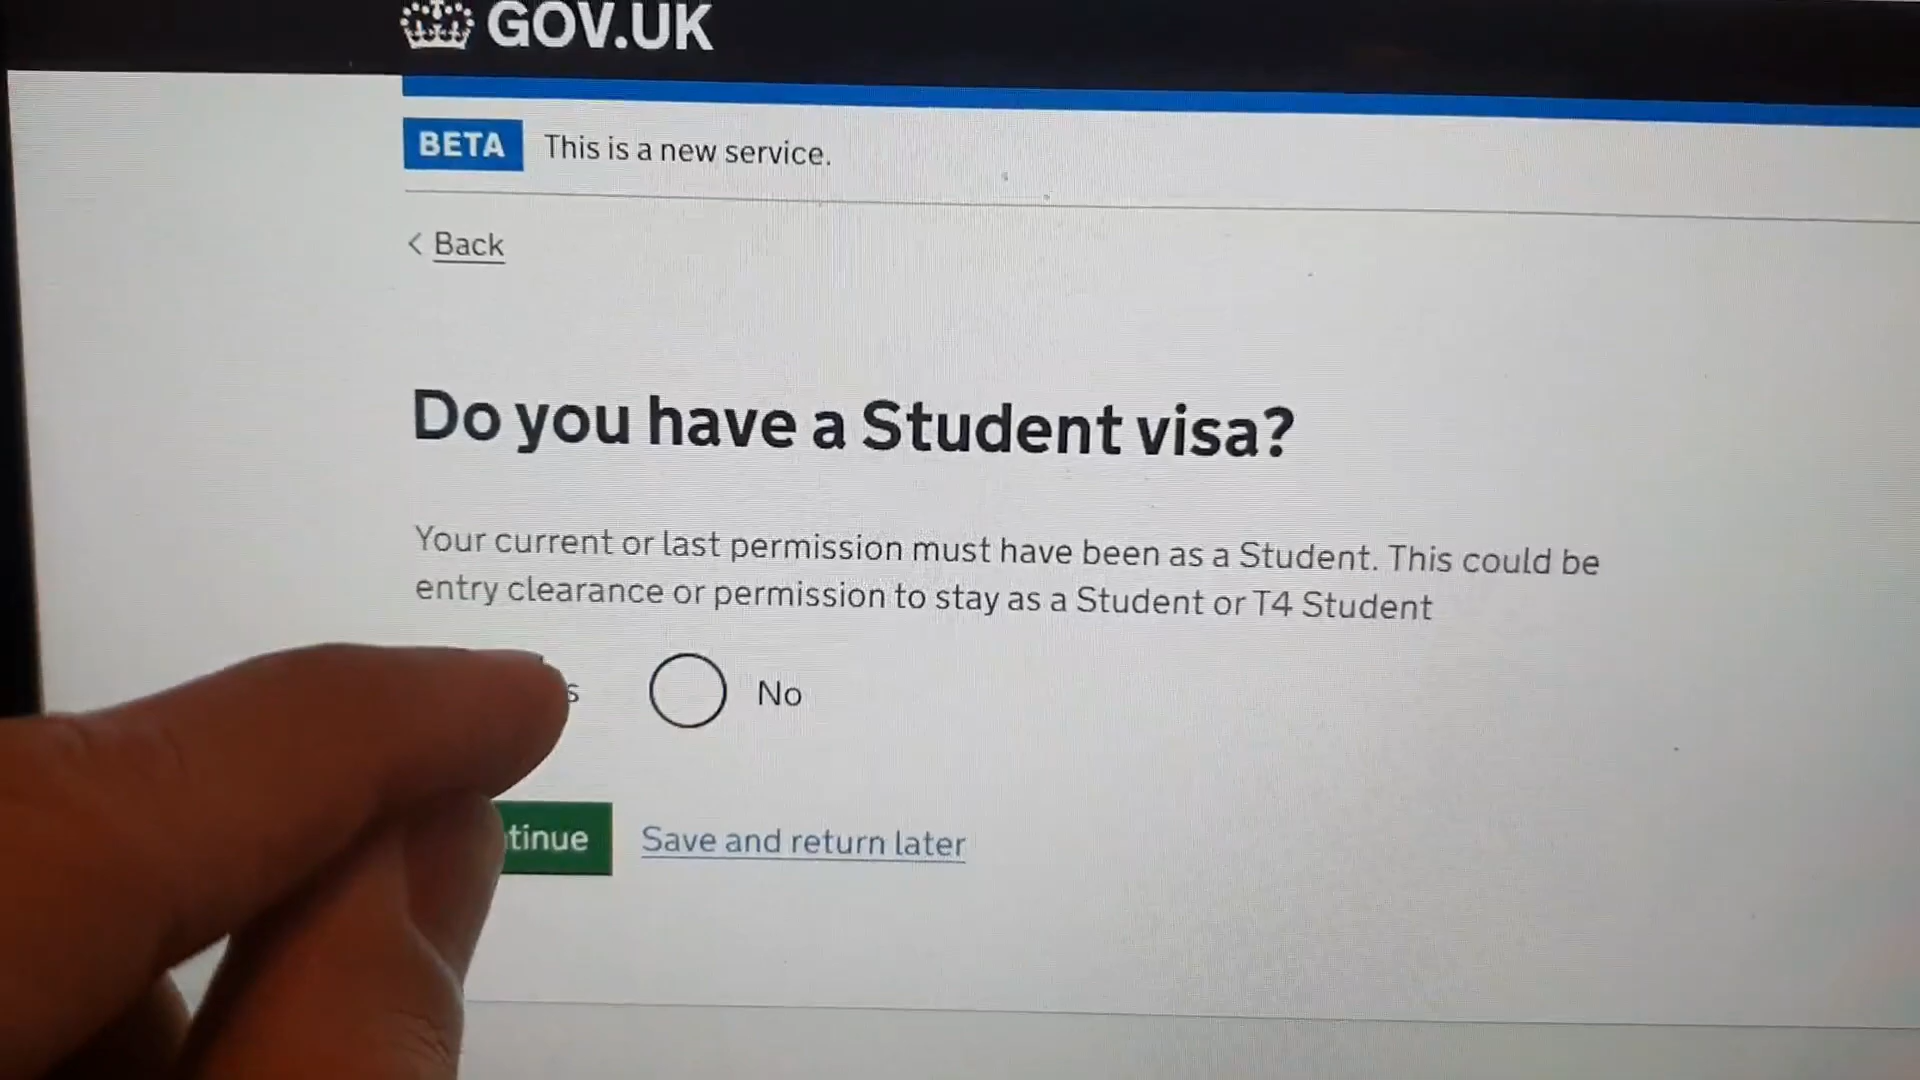 GOV.UK
BETA This is a new service.
Back
Do you have a Student visa?
Your current or last permission must have been as a Student. This could be
entry clearance or permission to stay as a Student or T4 Student
No
Save and return later